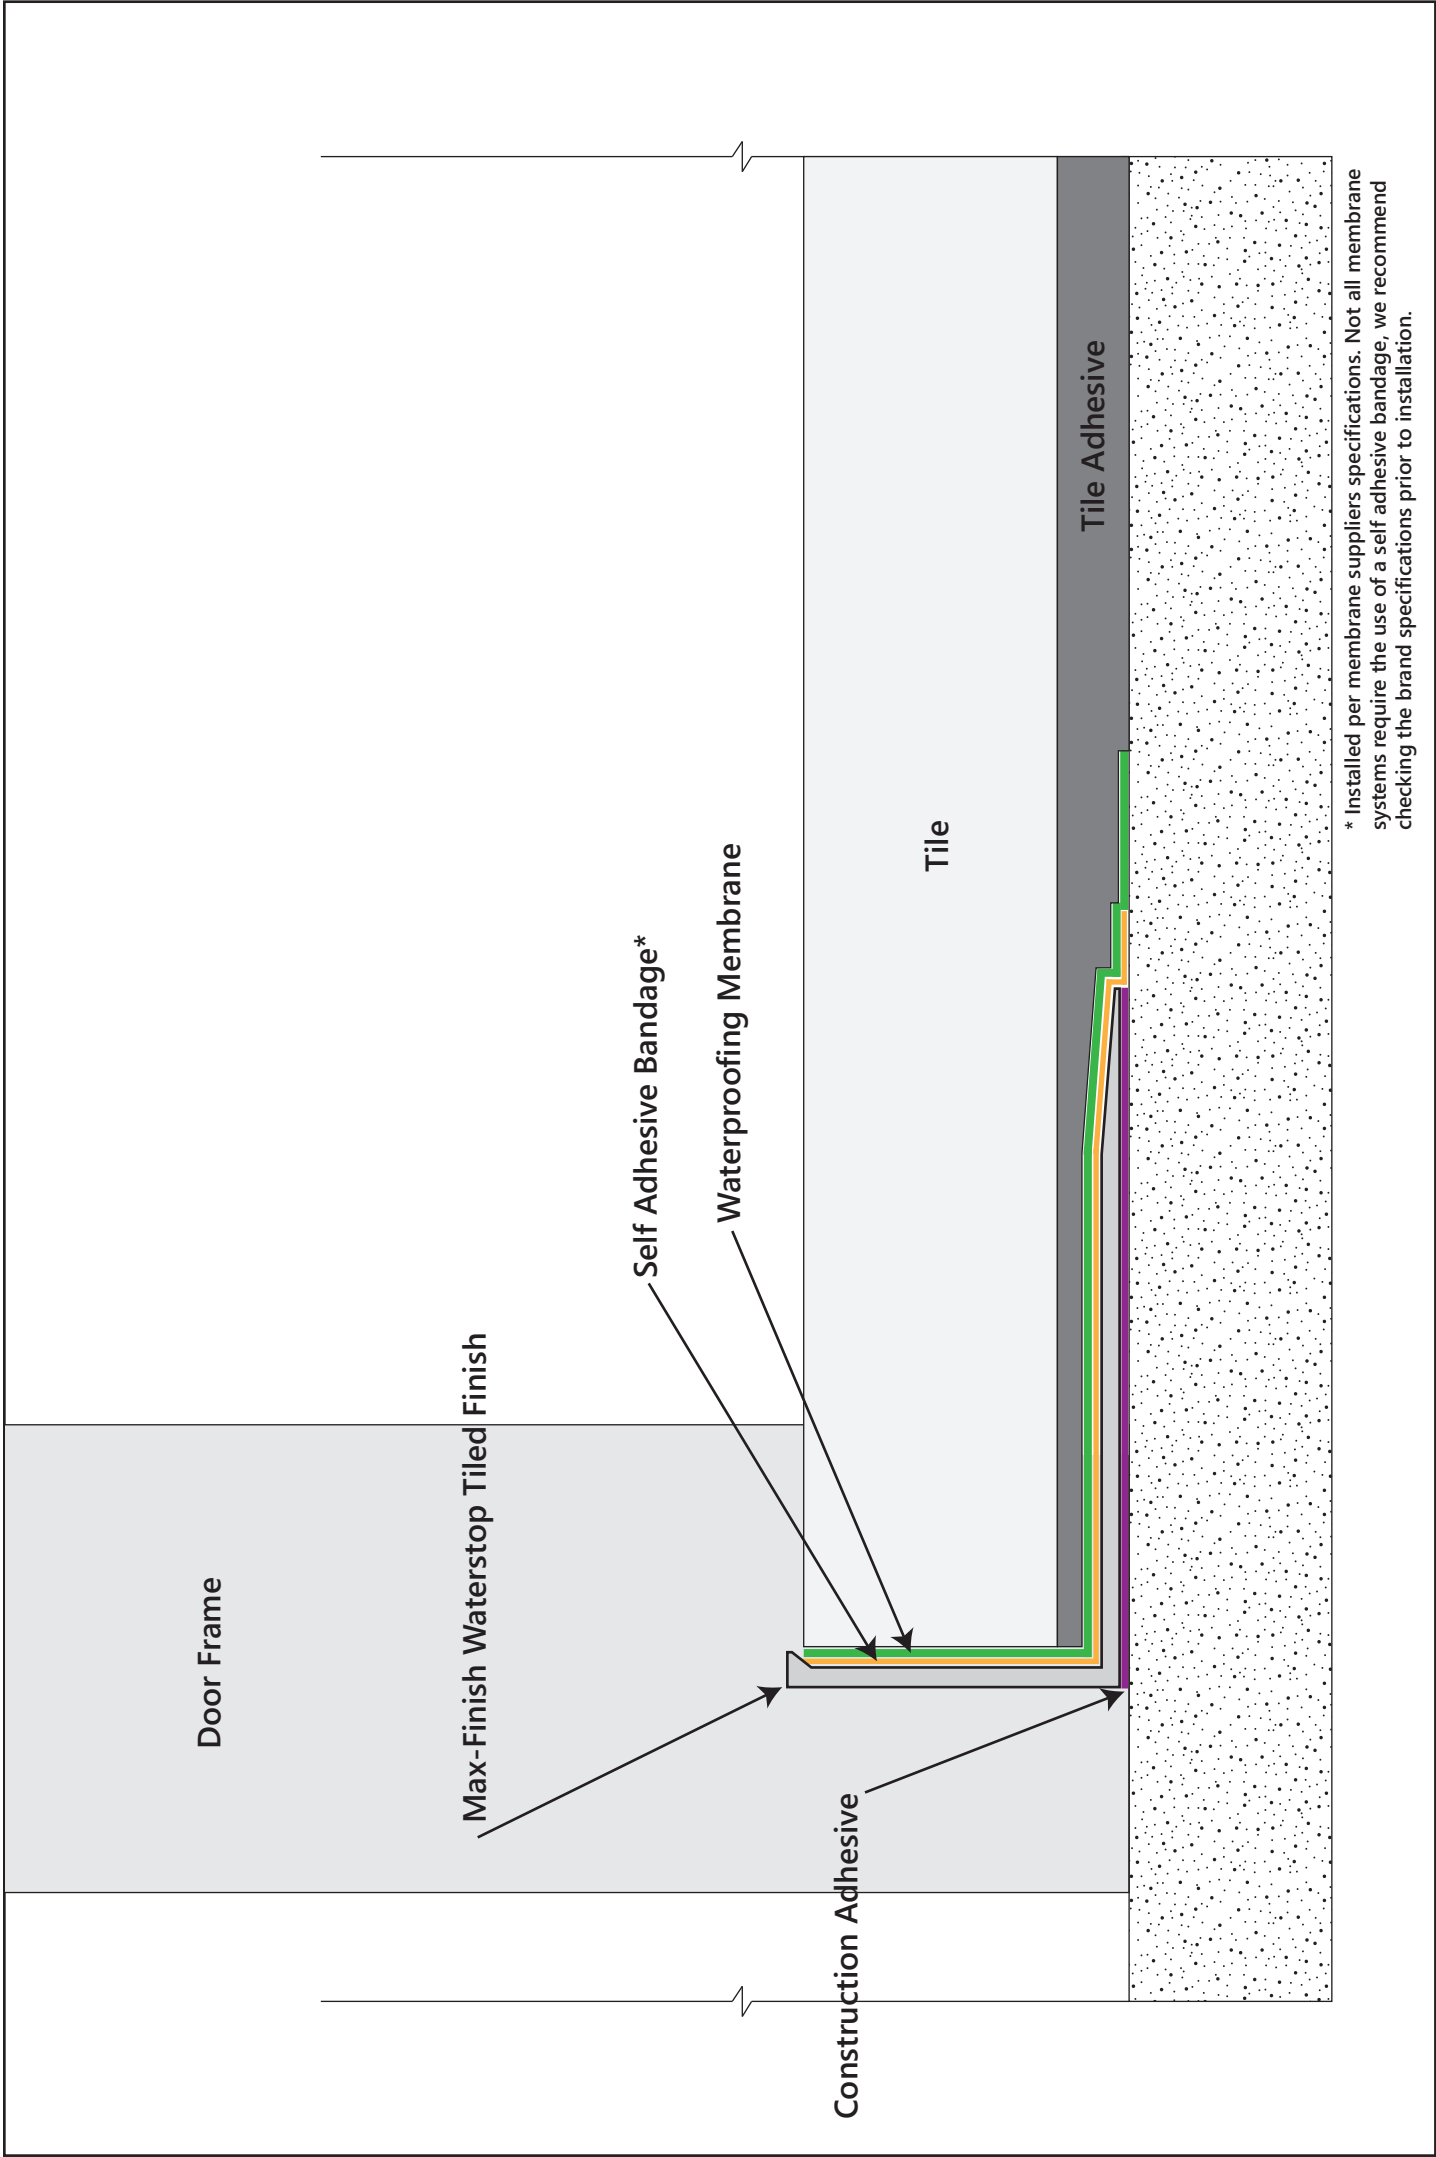 Door Frame
Max-Finish Waterstop Tiled Finish
Self Adhesive Bandage*
Waterproofing Membrane
Construction Adhesive
Tile
Tile Adhesive
* Installed per membrane suppliers specifications. Not all membrane
systems require the use of a self adhesive bandage, we recommend
checking the brand specifications prior to installation.